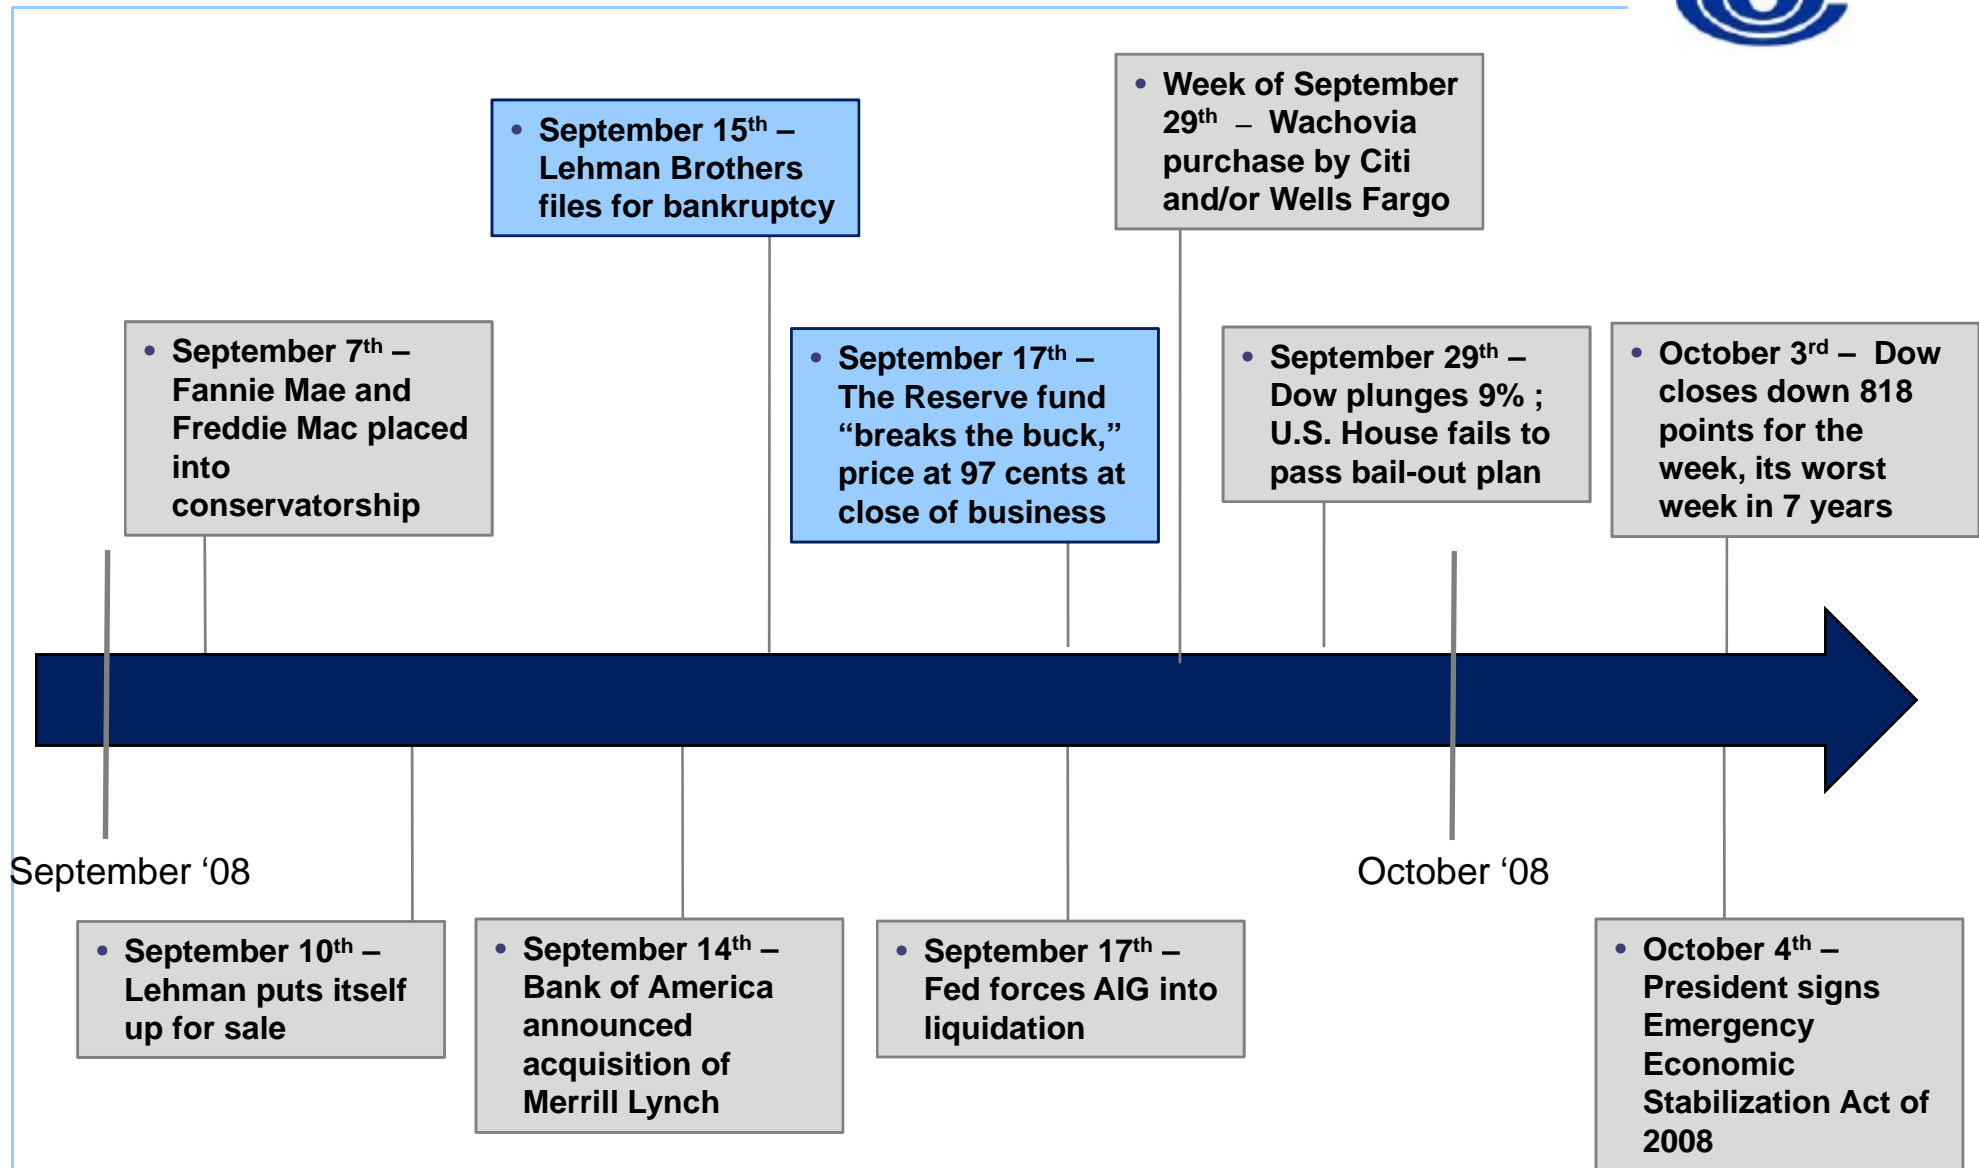 • Week of September
29th – Wachovia
purchase by Citi
and/or Wells Fargo
• September 15th –
Lehman Brothers
files for bankruptcy
• September 7th –
Fannie Mae and
Freddie Mac placed
into
conservatorship
• September 17th –
The Reserve fund
“breaks the buck,”
price at 97 cents at
close of business
• September 29th –
Dow plunges 9% ;
U.S. House fails to
pass bail-out plan
• October 3rd – Dow
closes down 818
points for the
week, its worst
week in 7 years
September ‘08
October ‘08
• September 10th –
Lehman puts itself
up for sale
• September 14th –
Bank of America
announced
acquisition of
Merrill Lynch
• September 17th –
Fed forces AIG into
liquidation
• October 4th –
President signs
Emergency
Economic
Stabilization Act of
2008